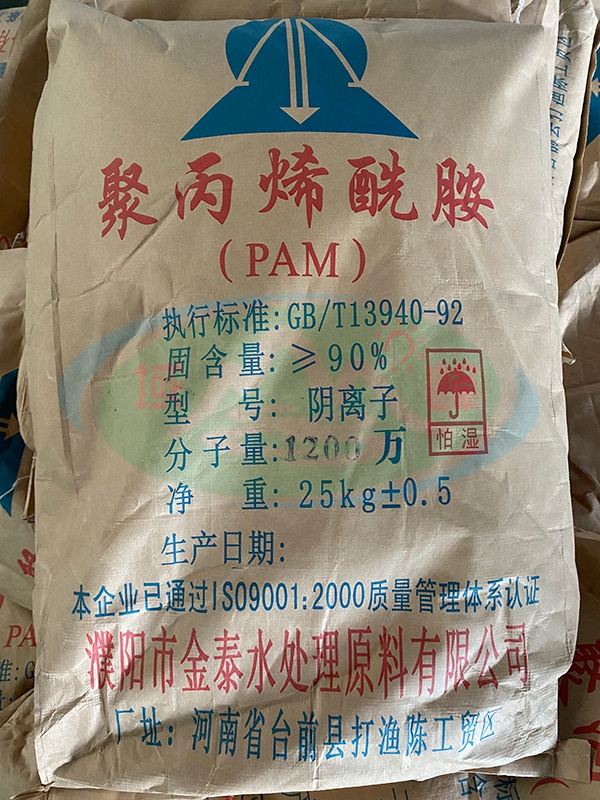 聚丙烯酰胺
(PAM)
执行标准:GB/T13940-92
固含量:≥90%
型 号:阴离子
分子量:1200万
净 重:25kg±0.5
怕湿
生产日期:
本企业已通过ISO9001:2000质量管理体系认证
濮阳市金泰水处理原料有限公司
厂址:河南省台前县打渔陈工贸区